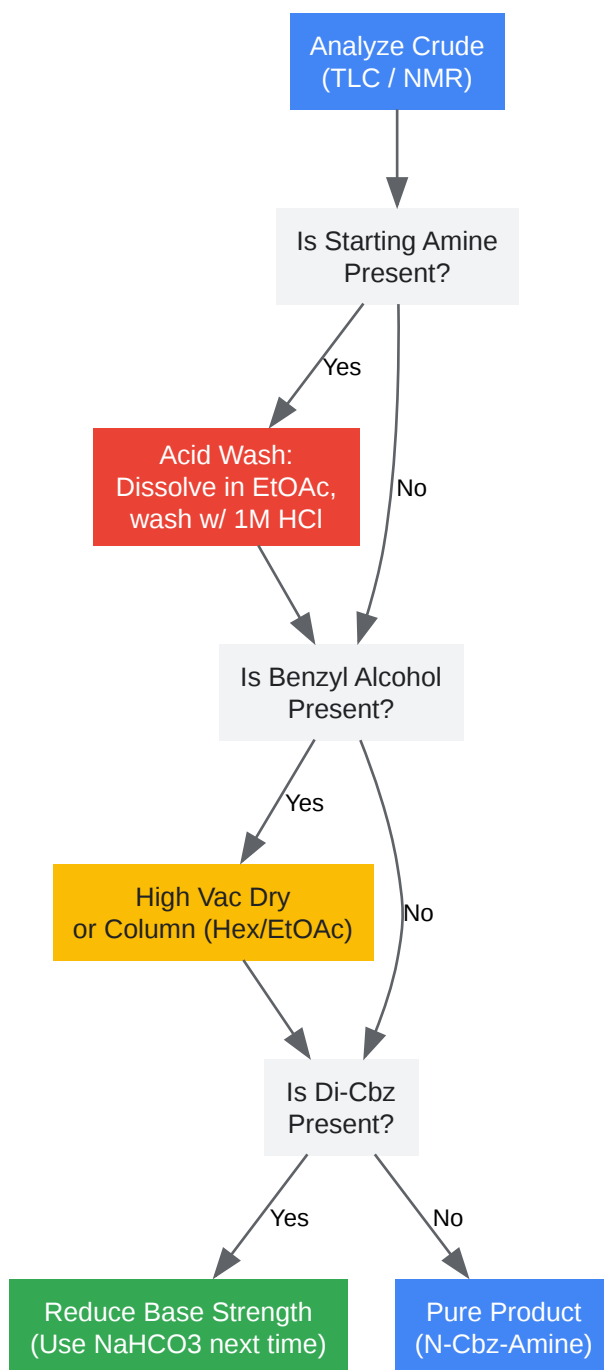 Analyze Crude
(TLC / NMR)
Is Starting Amine
Present?
Yes
Acid Wash:
Dissolve in EtOAc,
wash w/ 1M HCl
No
Is Benzyl Alcohol
Present?
Yes
High Vac Dry
or Column (Hex/EtOAc)
No
Is Di-Cbz
Present?
Yes
No
Reduce Base Strength
(Use NaHCO3 next time)
Pure Product
(N-Cbz-Amine)